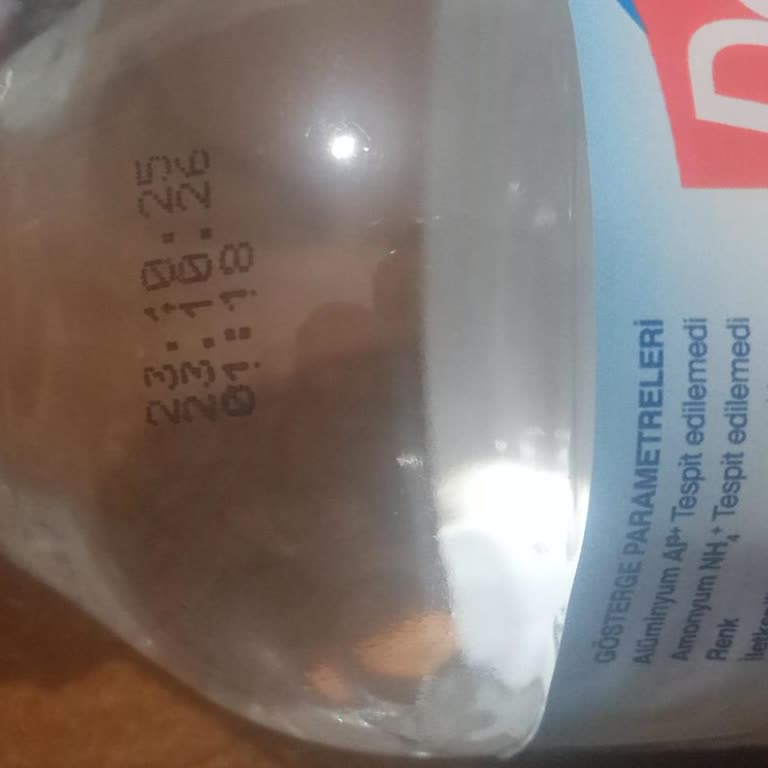 23.10.25
23.10.26
01:18
GÖSTERGE PARAMETRELERİ
Alüminyum Al³⁺ Tespit edilemedi
Amonyum NH₄⁺ Tespit edilemedi
Renk